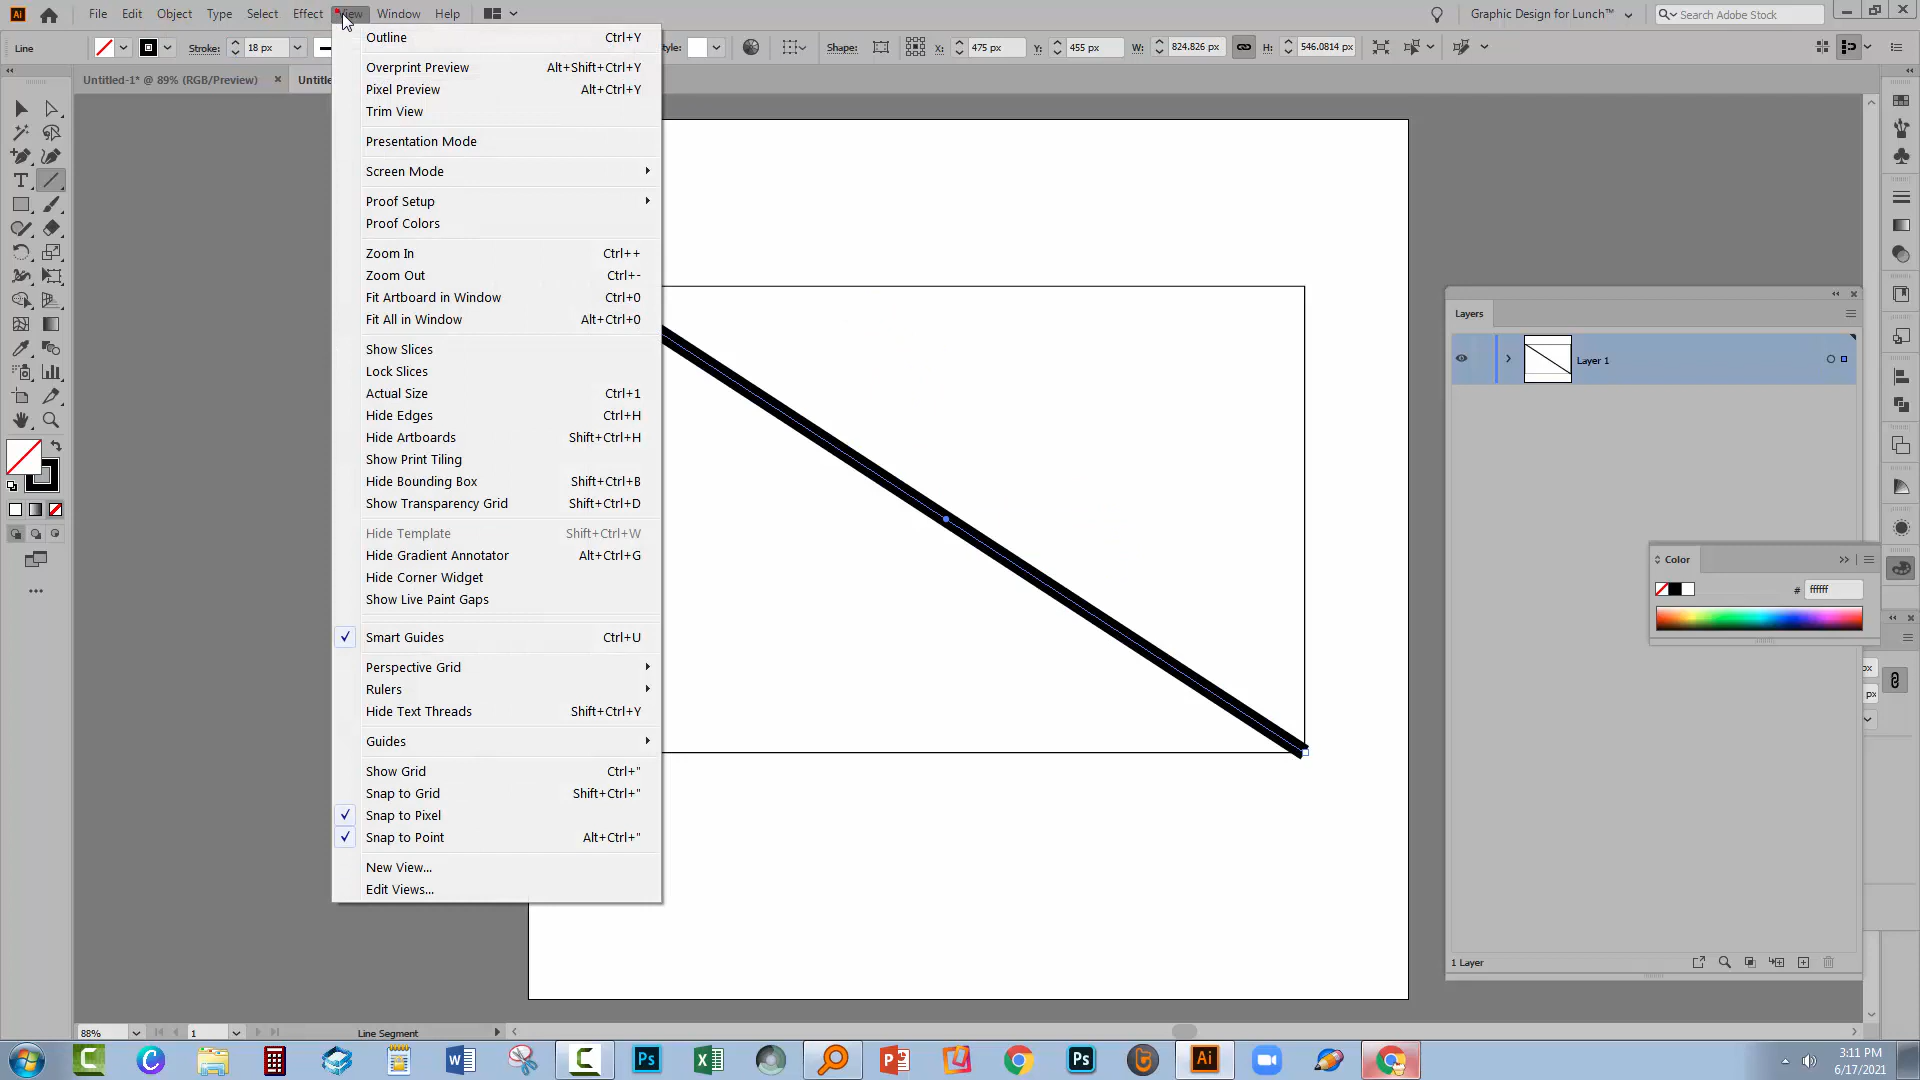 Ai File Edit Object Type Select Effect View Window Help Graphic Design for Lunch™ Search Adobe Stock
Line Stroke: 18 px Style: Shape: X: 475 px Y: 455 px W: 824.826 px H: 546.0814 px
Untitled-1* @ 89% (RGB/Preview) × Untitle
Outline Ctrl+Y
Overprint Preview Alt+Shift+Ctrl+Y
Pixel Preview Alt+Ctrl+Y
Trim View
Presentation Mode
Screen Mode
Proof Setup
Proof Colors
Zoom In Ctrl++
Zoom Out Ctrl+-
Fit Artboard in Window Ctrl+0
Fit All in Window Alt+Ctrl+0
Show Slices
Lock Slices
Actual Size Ctrl+1
Hide Edges Ctrl+H
Hide Artboards Shift+Ctrl+H
Show Print Tiling
Hide Bounding Box Shift+Ctrl+B
Show Transparency Grid Shift+Ctrl+D
Hide Template Shift+Ctrl+W
Hide Gradient Annotator Alt+Ctrl+G
Hide Corner Widget
Show Live Paint Gaps
Smart Guides Ctrl+U
Perspective Grid
Rulers
Hide Text Threads Shift+Ctrl+Y
Guides
Show Grid Ctrl+"
Snap to Grid Shift+Ctrl+"
Snap to Pixel
Snap to Point Alt+Ctrl+"
New View...
Edit Views...
Layers
Layer 1
1 Layer
Color
# ffffff
px
px
88% 1 Line Segment
Ps Ps Ai
3:11 PM
6/17/2021